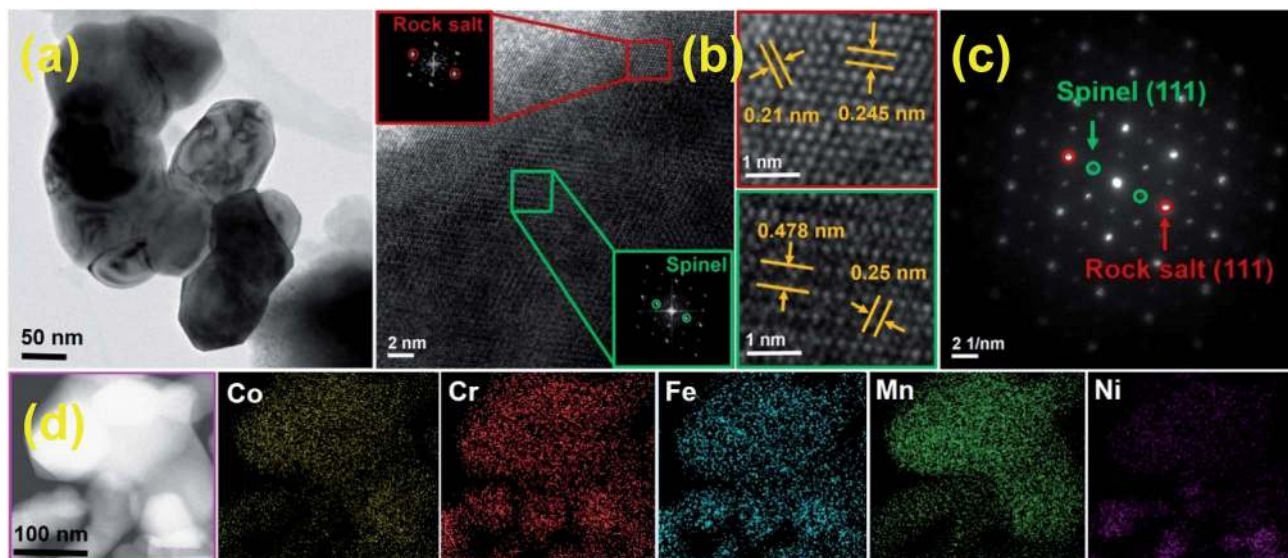 (a)
50 nm
Rock salt
(b)
Spinel
2 nm
0.21 nm
0.245 nm
1 nm
0.478 nm
0.25 nm
1 nm
(c)
Spinel (111)
Rock salt (111)
2 1/nm
(d)
100 nm
Co
Cr
Fe
Mn
Ni